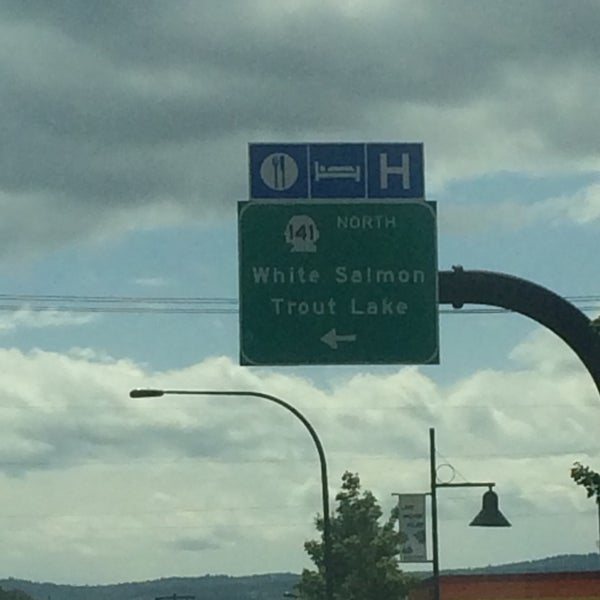 H
141 NORTH
White Salmon
Trout Lake